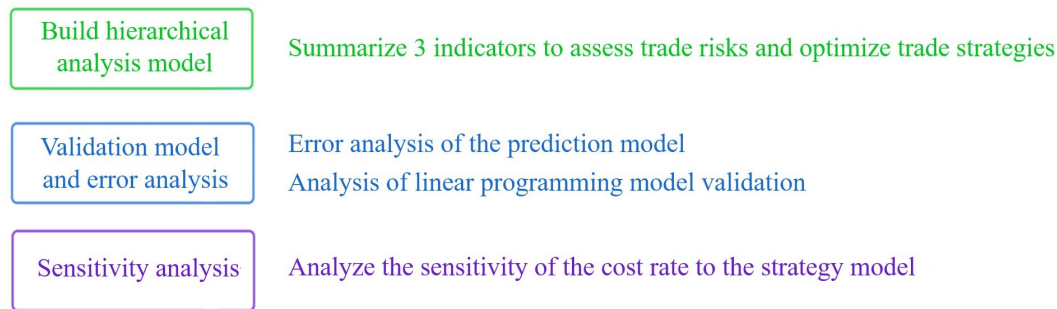 Build hierarchical
analysis model
Summarize 3 indicators to assess trade risks and optimize trade strategies
Validation model
and error analysis
Error analysis of the prediction model
Analysis of linear programming model validation
Sensitivity analysis
Analyze the sensitivity of the cost rate to the strategy model